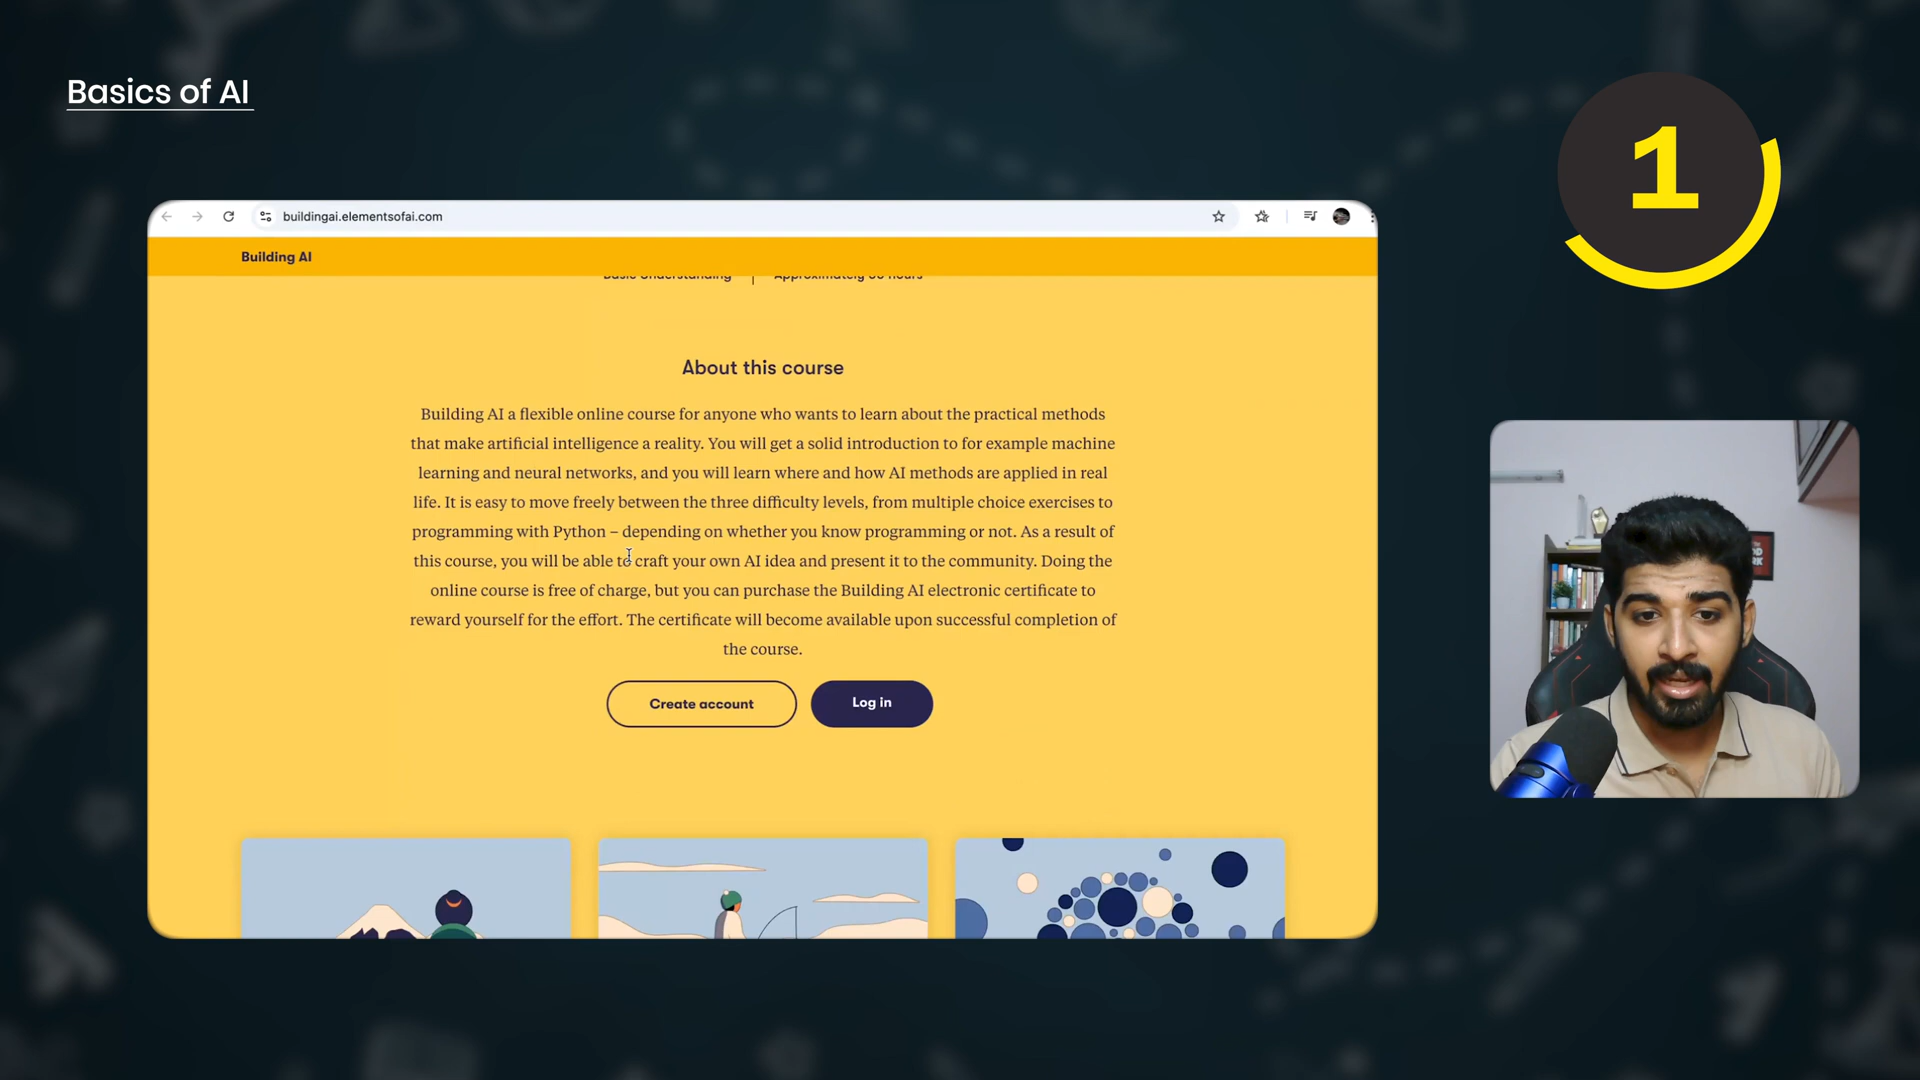 Basics of AI
1
buildingai.elementsofai.com
Building AI
Basic Understanding | Approximately 50 hours
About this course
Building AI a flexible online course for anyone who wants to learn about the practical methods
that make artificial intelligence a reality. You will get a solid introduction to for example machine
learning and neural networks, and you will learn where and how AI methods are applied in real
life. It is easy to move freely between the three difficulty levels, from multiple choice exercises to
programming with Python – depending on whether you know programming or not. As a result of
this course, you will be able to craft your own AI idea and present it to the community. Doing the
online course is free of charge, but you can purchase the Building AI electronic certificate to
reward yourself for the effort. The certificate will become available upon successful completion of
the course.
Create account
Log in